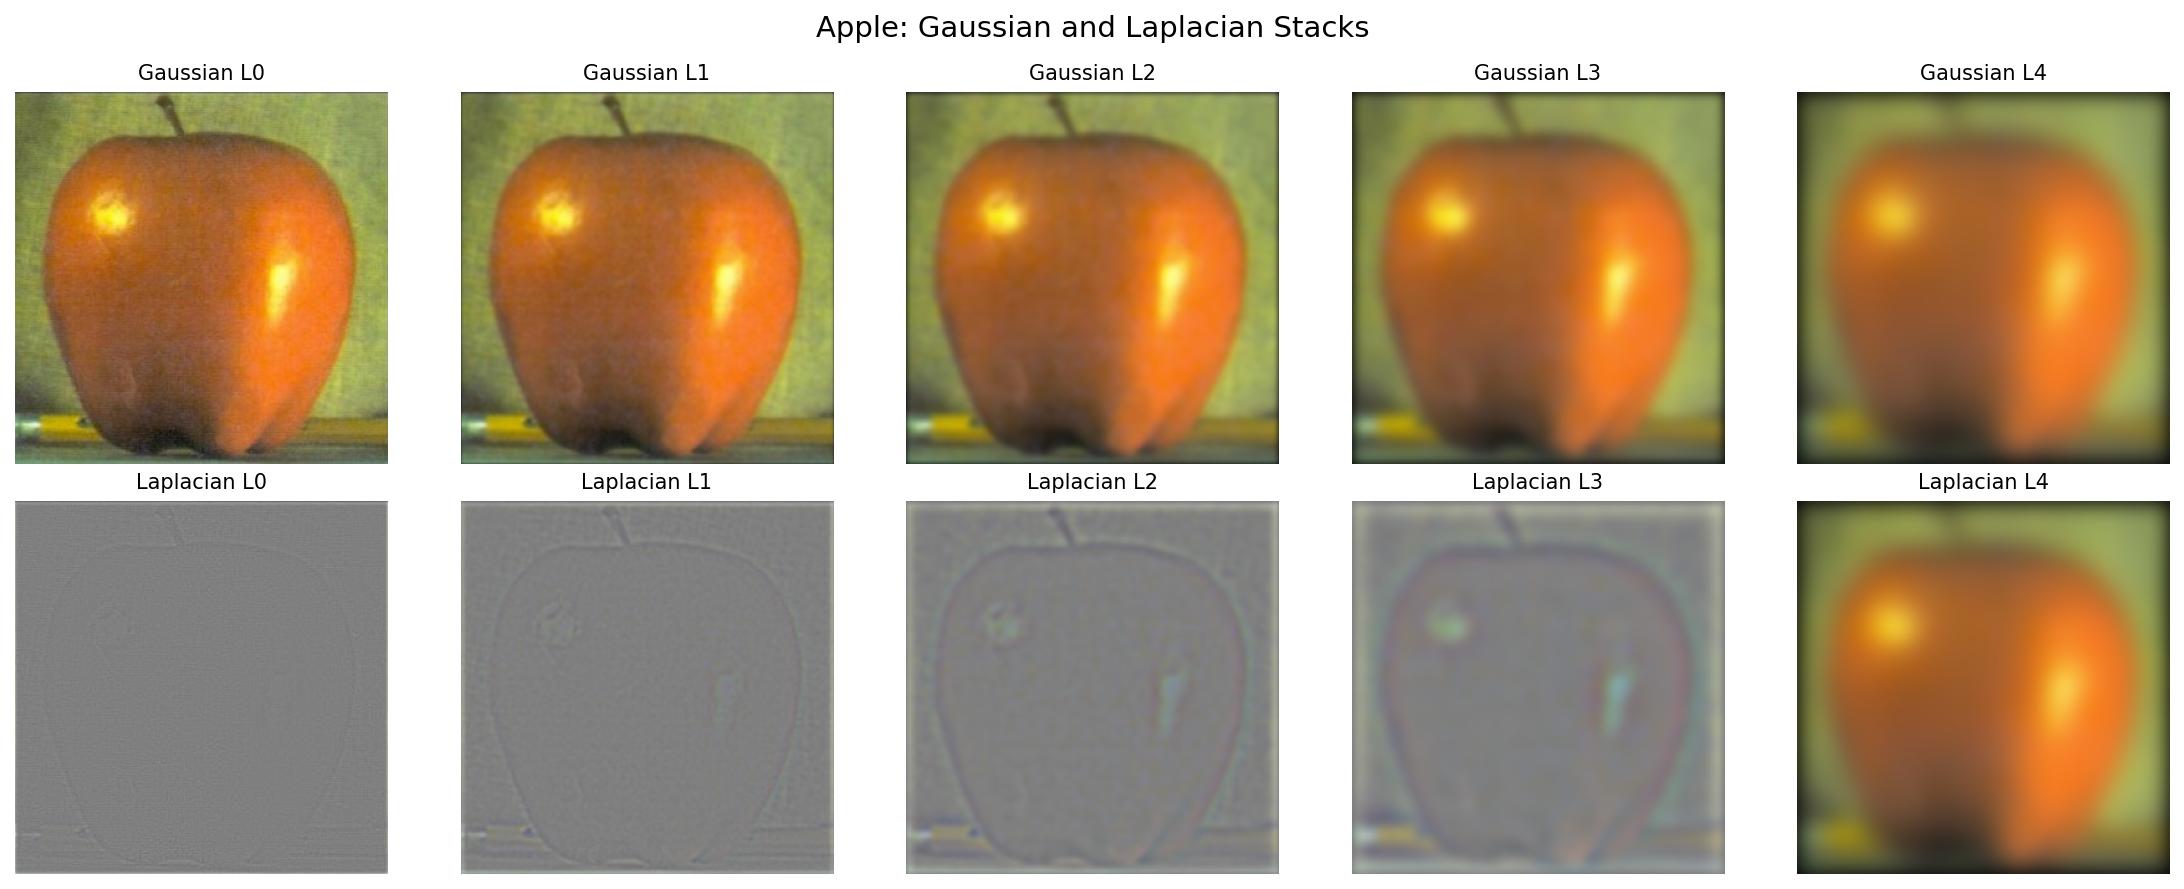 Apple: Gaussian and Laplacian Stacks
Gaussian L0
Gaussian L1
Gaussian L2
Gaussian L3
Gaussian L4
Laplacian L0
Laplacian L1
Laplacian L2
Laplacian L3
Laplacian L4